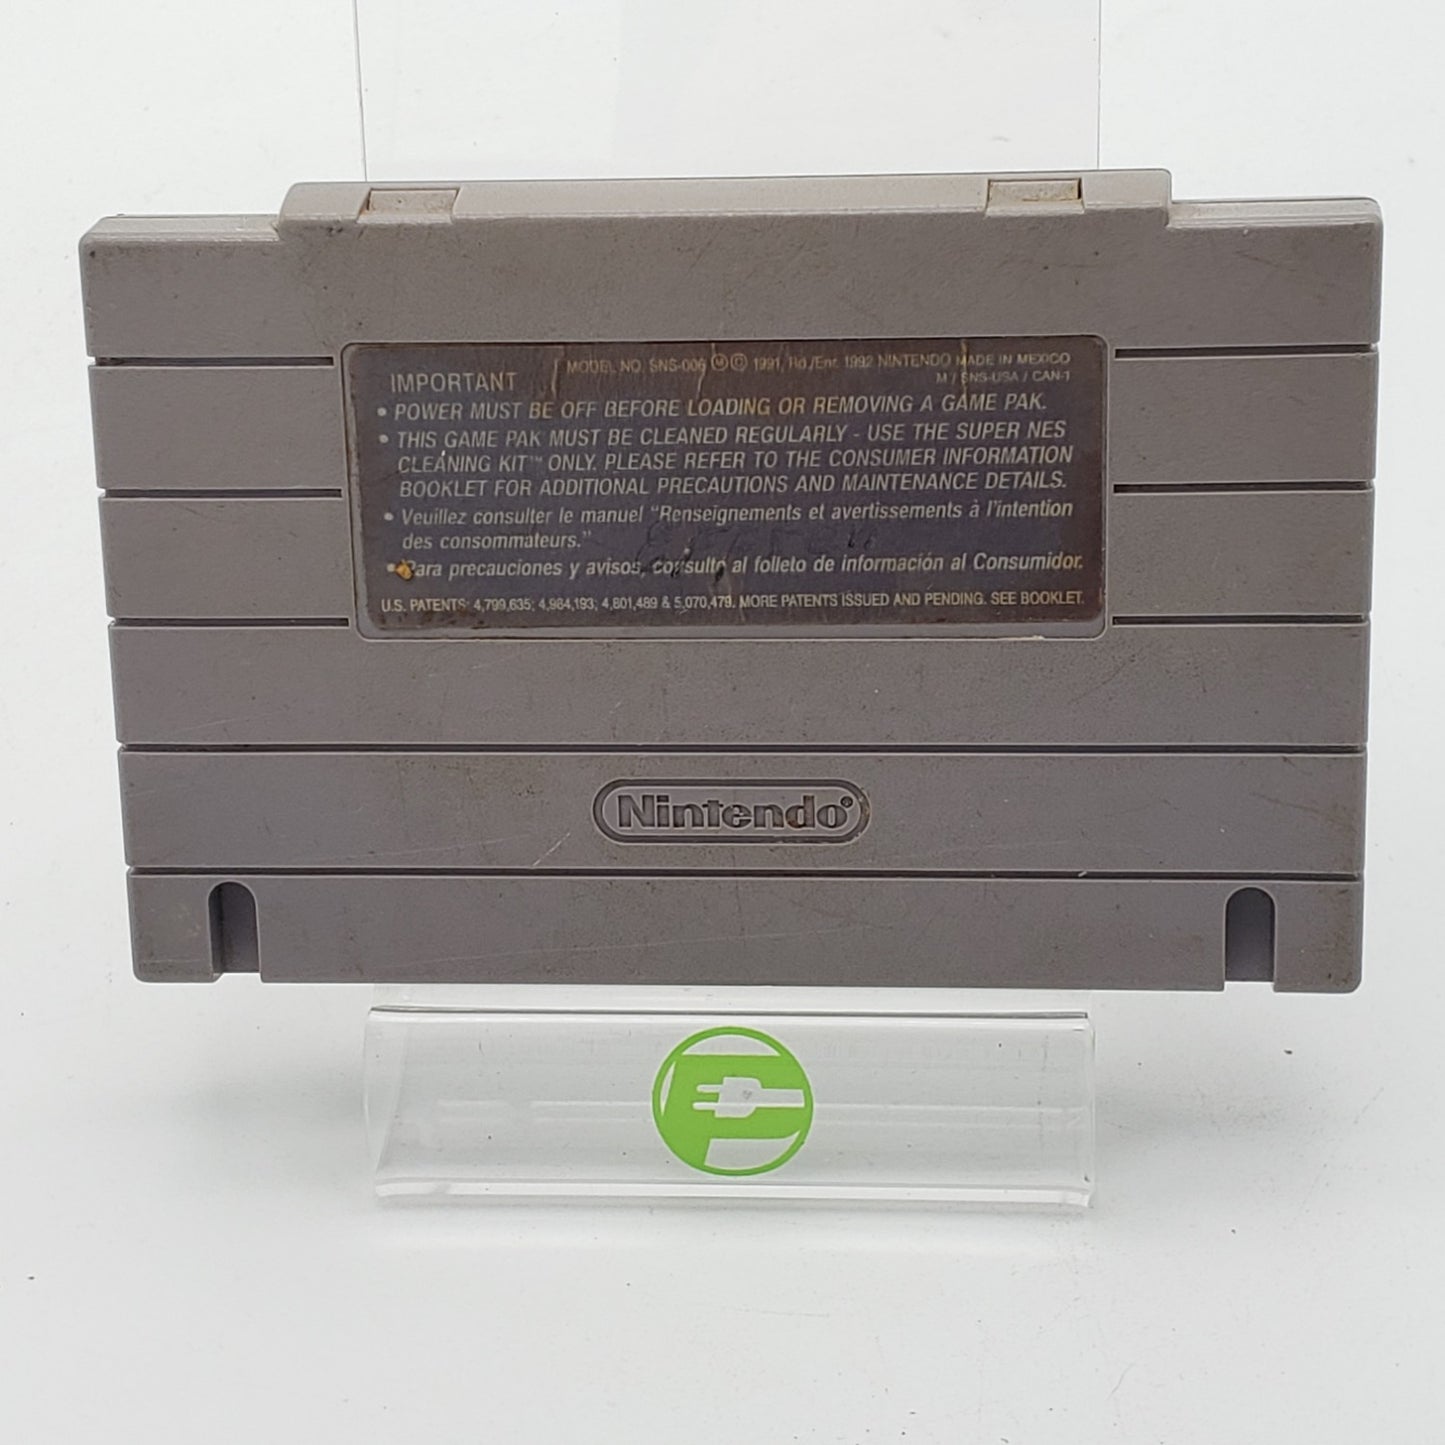 MODEL NO. SNS-006 Ⓜ © 1991, Rd./Enr. 1992 NINTENDO MADE IN MEXICO
M / SNS-USA / CAN-1
IMPORTANT
• POWER MUST BE OFF BEFORE LOADING OR REMOVING A GAME PAK.
• THIS GAME PAK MUST BE CLEANED REGULARLY - USE THE SUPER NES
CLEANING KIT™ ONLY. PLEASE REFER TO THE CONSUMER INFORMATION
BOOKLET FOR ADDITIONAL PRECAUTIONS AND MAINTENANCE DETAILS.
• Veuillez consulter le manuel "Renseignements et avertissements à l'intention
des consommateurs."
• Para precauciones y avisos, consulte al folleto de información al Consumidor.
U.S. PATENTS: 4,799,635; 4,984,193; 4,801,489 & 5,070,479. MORE PATENTS ISSUED AND PENDING. SEE BOOKLET.
Nintendo®